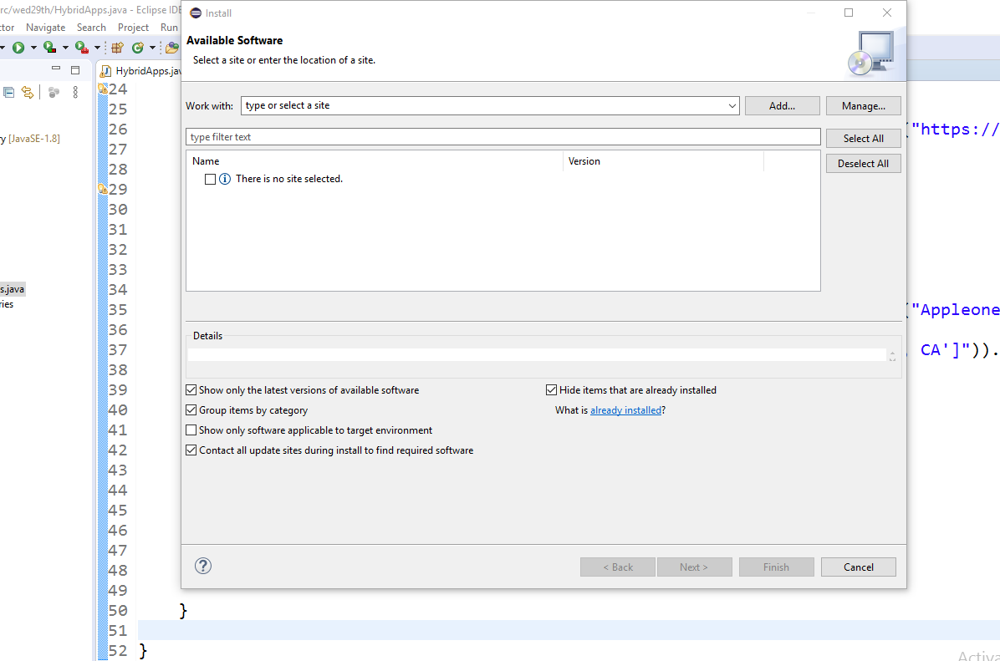 rc/wed29th/HybridApps.java - Eclipse IDE
Install
ctor Navigate Search Project Run
Available Software
Select a site or enter the location of a site.
HybridApps.jav
Work with: type or select a site Add... Manage...
type filter text Select All
Name Version Deselect All
There is no site selected.
ry [JavaSE-1.8]
s.java
ries
Details
Show only the latest versions of available software Hide items that are already installed
Group items by category What is already installed?
Show only software applicable to target environment
Contact all update sites during install to find required software
? < Back Next > Finish Cancel
24
25
26 ("https://
27
28
29
30
31
32
33
34
35 ("Appleone
36
37 , CA']")).
38
39
40
41
42
43
44
45
46
47
48
49
50 }
51
52 }
Activa